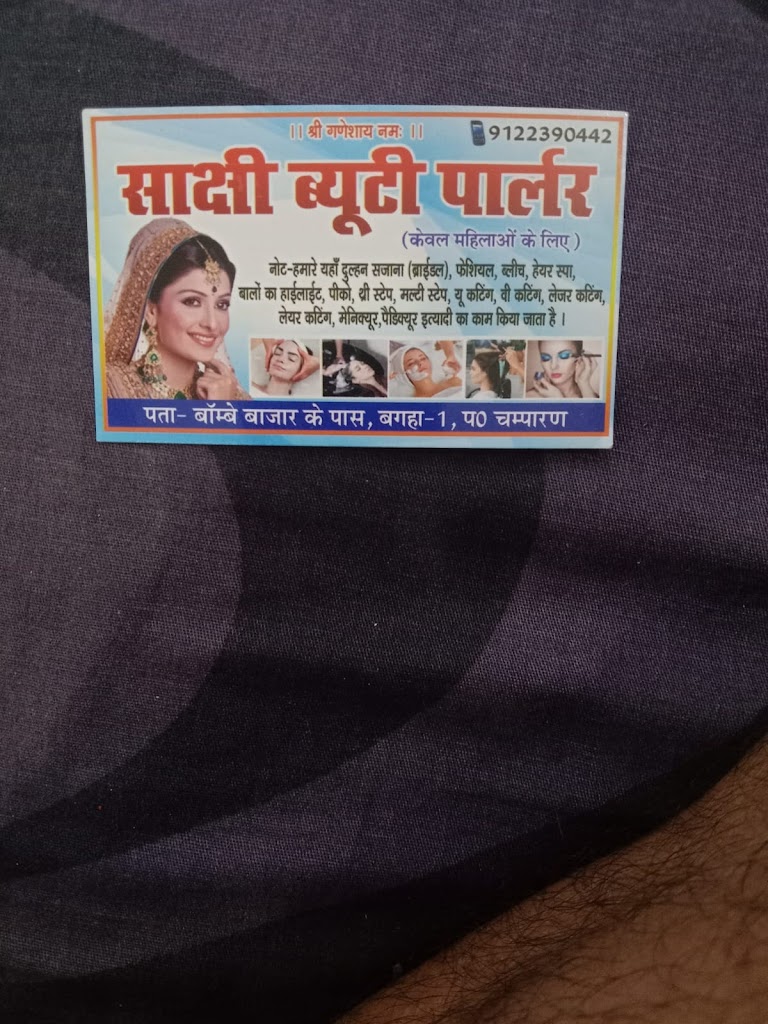 ।। श्री गणेशाय नमः ।।
9122390442
साक्षी ब्यूटी पार्लर
(केवल महिलाओं के लिए)
नोट-हमारे यहाँ दुल्हन सजाना (ब्राईडल), फेशियल, ब्लीच, हेयर स्पा,
बालों का हाईलाईट, पीको, थ्री स्टेप, मल्टी स्टेप, यू कटिंग, वी कटिंग, लेजर कटिंग,
लेयर कटिंग, मेनिक्यूर,पैडिक्यूर इत्यादी का काम किया जाता है ।
पता- बॉम्बे बाजार के पास, बगहा-1, प0 चम्पारण